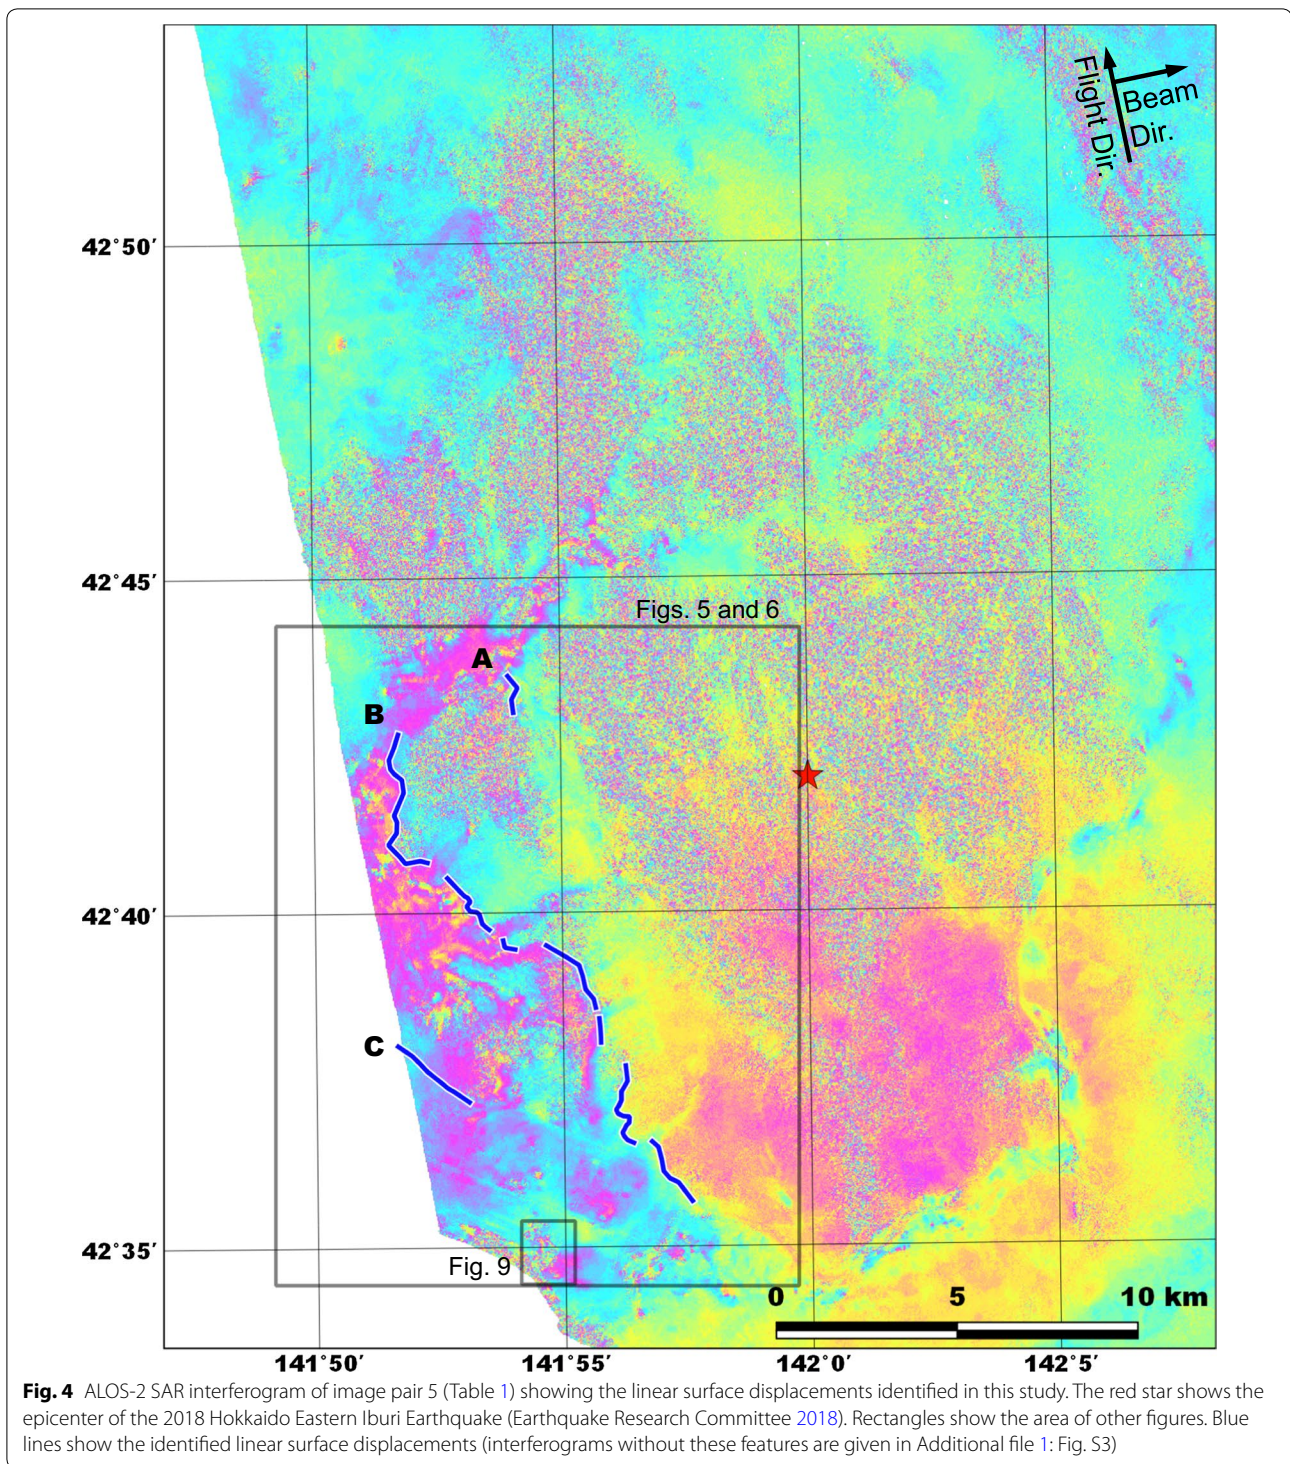 Flight Dir.
Beam
Dir.
42°50′
42°45′
Figs. 5 and 6
A
B
42°40′
C
42°35′
Fig. 9
0 5 10 km
141°50′ 141°55′ 142°0′ 142°5′
Fig. 4 ALOS-2 SAR interferogram of image pair 5 (Table 1) showing the linear surface displacements identified in this study. The red star shows the
epicenter of the 2018 Hokkaido Eastern Iburi Earthquake (Earthquake Research Committee 2018). Rectangles show the area of other figures. Blue
lines show the identified linear surface displacements (interferograms without these features are given in Additional file 1: Fig. S3)